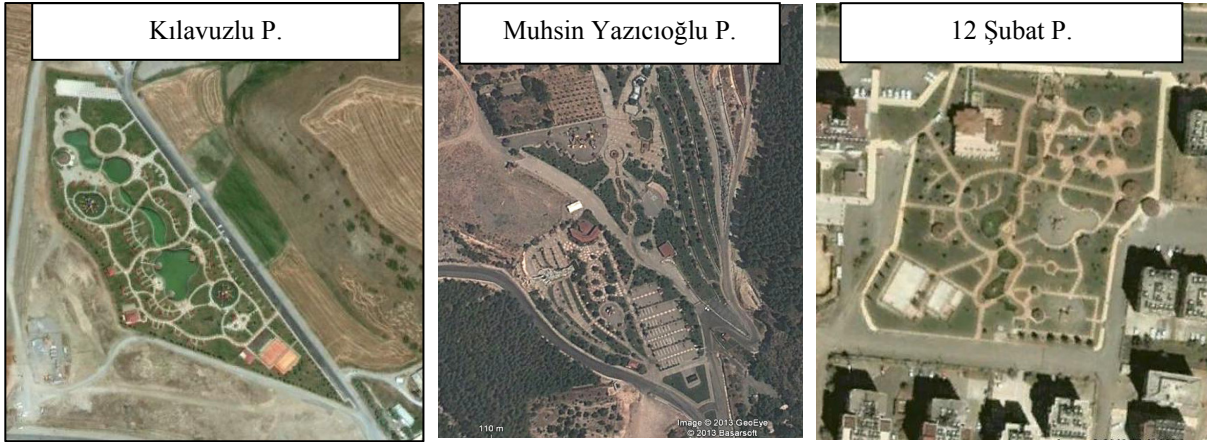 Kılavuzlu P.
Muhsin Yazıcıoğlu P.
12 Şubat P.
110 m
Image © 2013 GeoEye
© 2013 Basarsoft